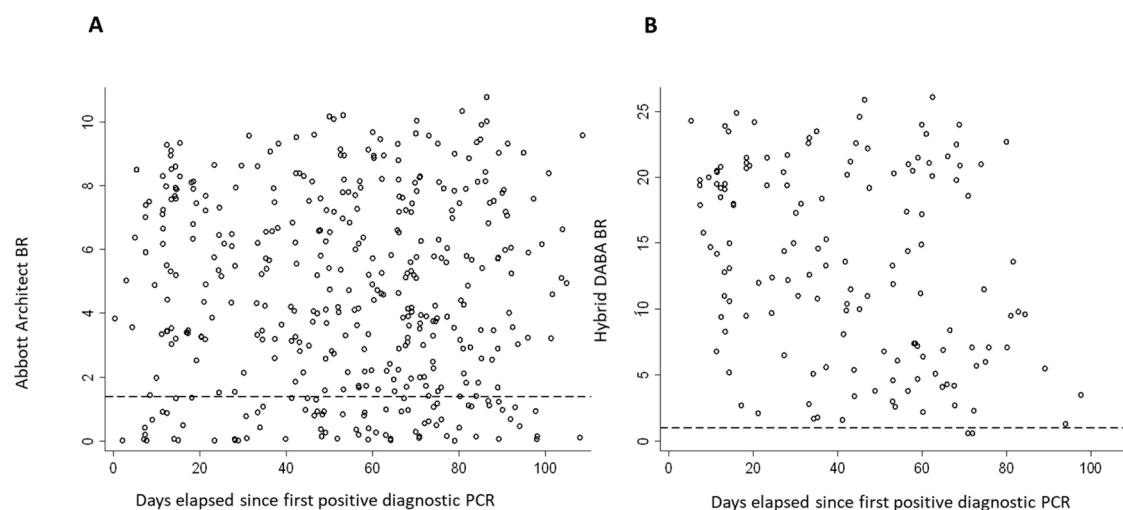 A
B
Abbott Architect BR
10
8
6
4
2
0
0 20 40 60 80 100
Days elapsed since first positive diagnostic PCR
Hybrid DABA BR
25
20
15
10
5
0
0 20 40 60 80 100
Days elapsed since first positive diagnostic PCR